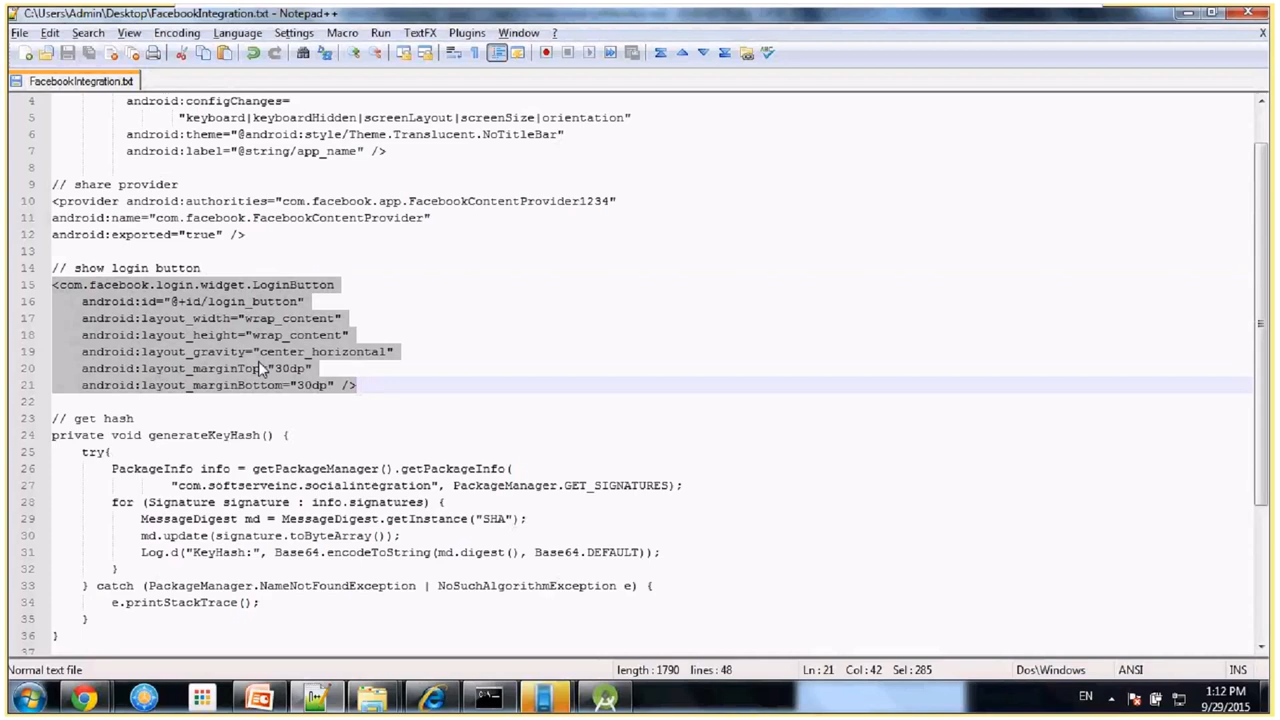 C:\Users\Admin\Desktop\FacebookIntegration.txt - Notepad++
File Edit Search View Encoding Language Settings Macro Run TextFX Plugins Window ? X
FacebookIntegration.txt
4 android:configChanges=
5 "keyboard|keyboardHidden|screenLayout|screenSize|orientation"
6 android:theme="@android:style/Theme.Translucent.NoTitleBar"
7 android:label="@string/app_name" />
8
9 // share provider
10 <provider android:authorities="com.facebook.app.FacebookContentProvider1234"
11 android:name="com.facebook.FacebookContentProvider"
12 android:exported="true" />
13
14 // show login button
15 <com.facebook.login.widget.LoginButton
16 android:id="@+id/login_button"
17 android:layout_width="wrap_content"
18 android:layout_height="wrap_content"
19 android:layout_gravity="center_horizontal"
20 android:layout_marginTop="30dp"
21 android:layout_marginBottom="30dp" />
22
23 // get hash
24 private void generateKeyHash() {
25 try{
26 PackageInfo info = getPackageManager().getPackageInfo(
27 "com.softserveinc.socialintegration", PackageManager.GET_SIGNATURES);
28 for (Signature signature : info.signatures) {
29 MessageDigest md = MessageDigest.getInstance("SHA");
30 md.update(signature.toByteArray());
31 Log.d("KeyHash:", Base64.encodeToString(md.digest(), Base64.DEFAULT));
32 }
33 } catch (PackageManager.NameNotFoundException | NoSuchAlgorithmException e) {
34 e.printStackTrace();
35 }
36 }
37
Normal text file length : 1790 lines : 48 Ln : 21 Col : 42 Sel : 285 Dos\Windows ANSI INS
EN 1:12 PM
9/29/2015